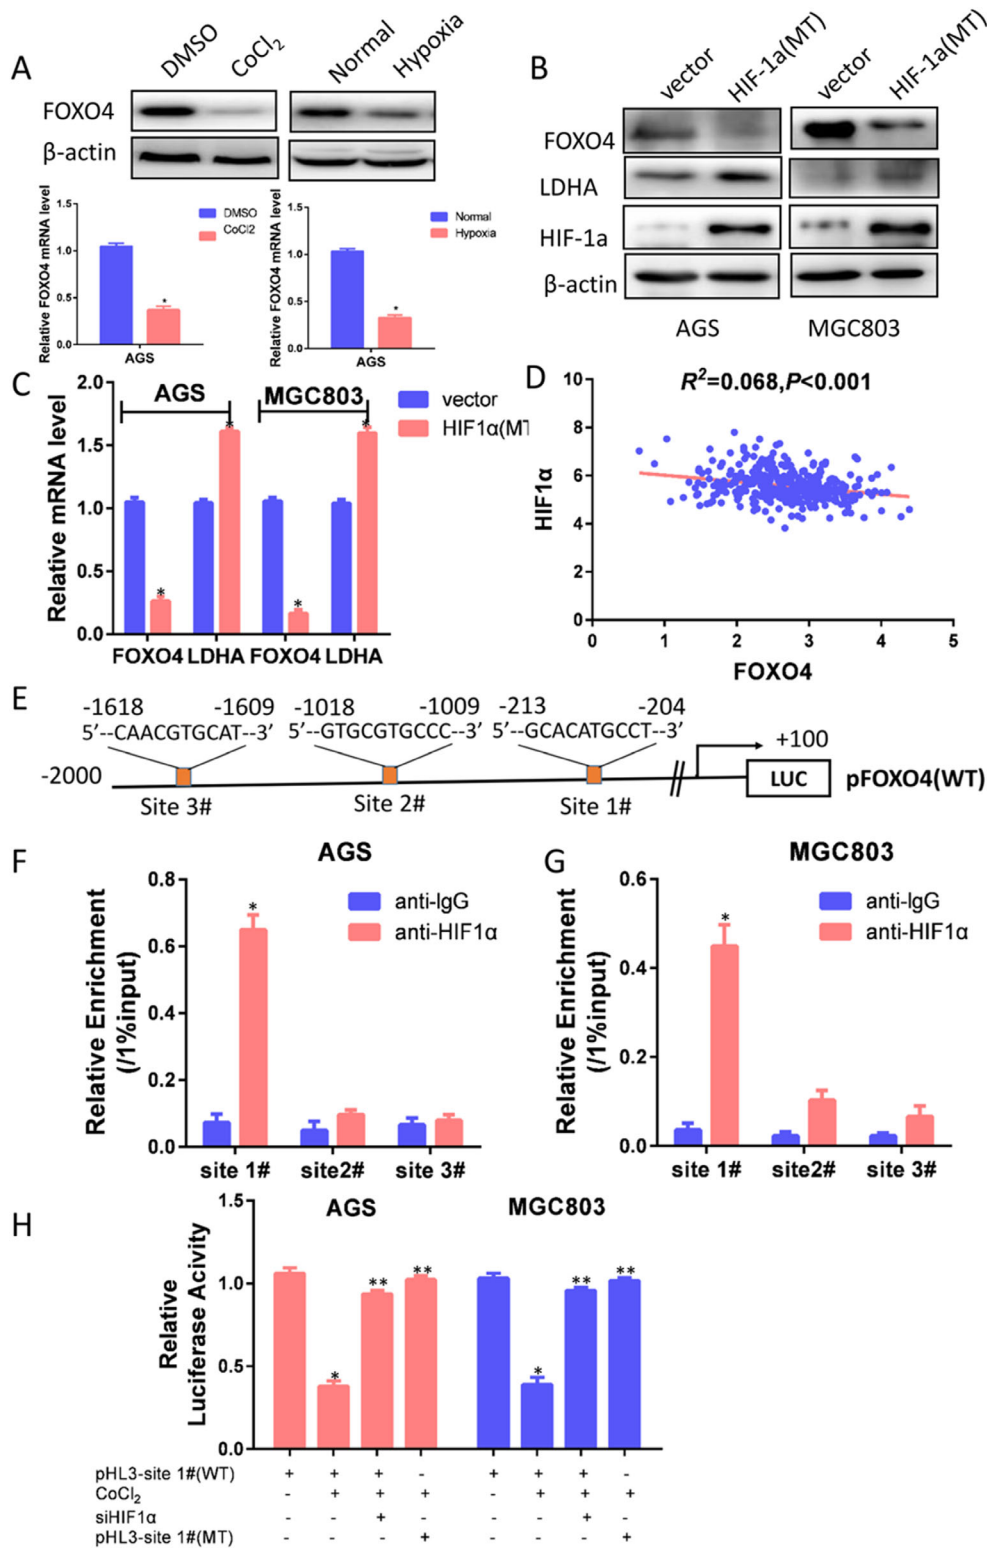 A
DMSO
CoCl2
Normal
Hypoxia
FOXO4
β-actin
Relative FOXO4 mRNA level
1.5
1.0
0.5
0.0
DMSO
CoCl2
*
AGS
Relative FOXO4 mRNA level
1.5
1.0
0.5
0.0
Normal
Hypoxia
*
AGS
B
vector
HIF-1a(MT)
vector
HIF-1a(MT)
FOXO4
LDHA
HIF-1a
β-actin
AGS
MGC803
C
Relative mRNA level
2.0
1.5
1.0
0.5
0.0
AGS
MGC803
vector
HIF1α(MT
*
*
*
*
FOXO4 LDHA FOXO4 LDHA
D
R²=0.068,P<0.001
HIF1α
10
8
6
4
2
0
0 1 2 3 4 5
FOXO4
E
-1618 -1609 -1018 -1009 -213 -204
5’--CAACGTGCAT--3’ 5’--GTGCGTGCCC--3’ 5’--GCACATGCCT--3’
-2000
Site 3#
Site 2#
Site 1#
//
+100
LUC
pFOXO4(WT)
F
AGS
Relative Enrichment
(/1%input)
0.8
0.6
0.4
0.2
0.0
*
anti-IgG
anti-HIF1α
site 1# site2# site 3#
G
MGC803
Relative Enrichment
(/1%input)
0.6
0.4
0.2
0.0
*
anti-IgG
anti-HIF1α
site 1# site2# site 3#
H
AGS
MGC803
Relative
Luciferase Acivity
1.5
1.0
0.5
0.0
* ** ** * ** **
pHL3-site 1#(WT) + + + - + + + -
CoCl2 - + + + - + + +
siHIF1α - - + - - - + -
pHL3-site 1#(MT) - - - + - - - +